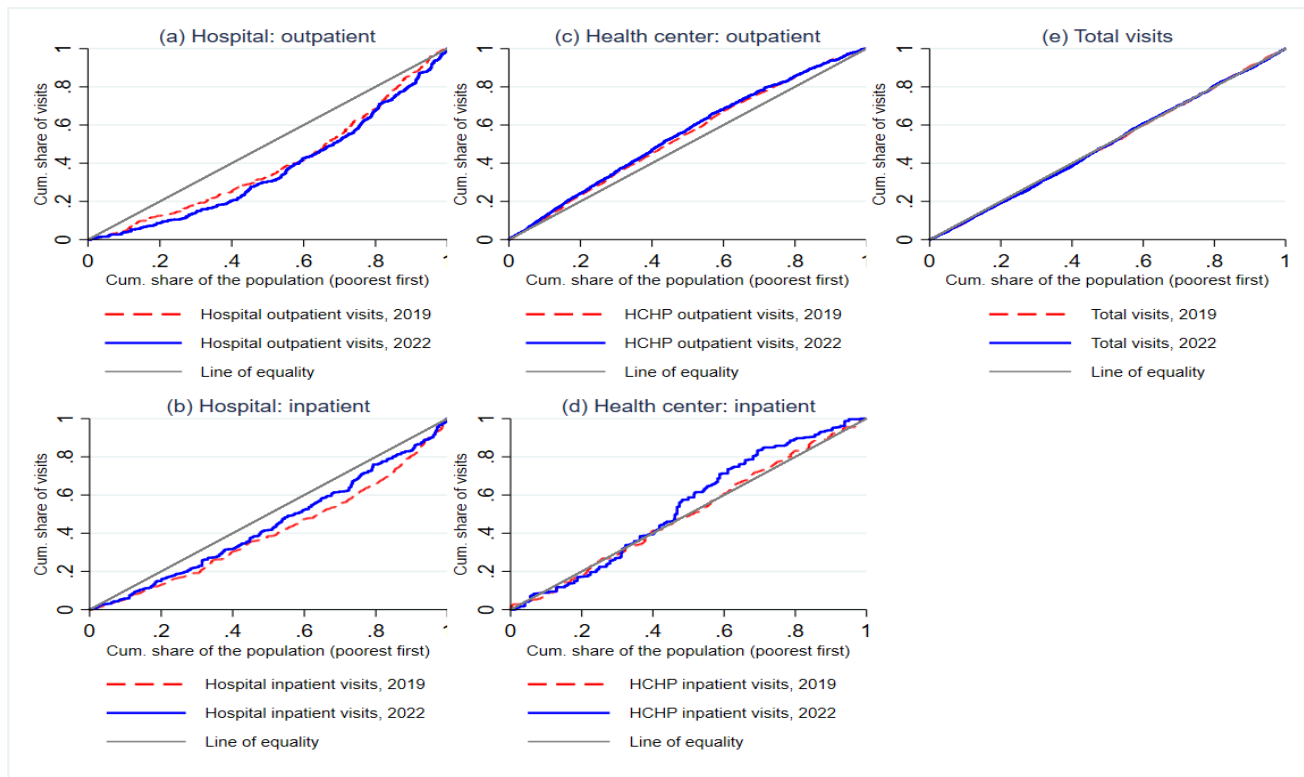 (a) Hospital: outpatient
Cum. share of visits
0 .2 .4 .6 .8 1
0 .2 .4 .6 .8 1
Cum. share of the population (poorest first)
Hospital outpatient visits, 2019
Hospital outpatient visits, 2022
Line of equality
(c) Health center: outpatient
Cum. share of visits
0 .2 .4 .6 .8 1
0 .2 .4 .6 .8 1
Cum. share of the population (poorest first)
HCHP outpatient visits, 2019
HCHP outpatient visits, 2022
Line of equality
(e) Total visits
Cum. share of visits
0 .2 .4 .6 .8 1
0 .2 .4 .6 .8 1
Cum. share of the population (poorest first)
Total visits, 2019
Total visits, 2022
Line of equality
(b) Hospital: inpatient
Cum. share of visits
0 .2 .4 .6 .8 1
0 .2 .4 .6 .8 1
Cum. share of the population (poorest first)
Hospital inpatient visits, 2019
Hospital inpatient visits, 2022
Line of equality
(d) Health center: inpatient
Cum. share of visits
0 .2 .4 .6 .8 1
0 .2 .4 .6 .8 1
Cum. share of the population (poorest first)
HCHP inpatient visits, 2019
HCHP inpatient visits, 2022
Line of equality